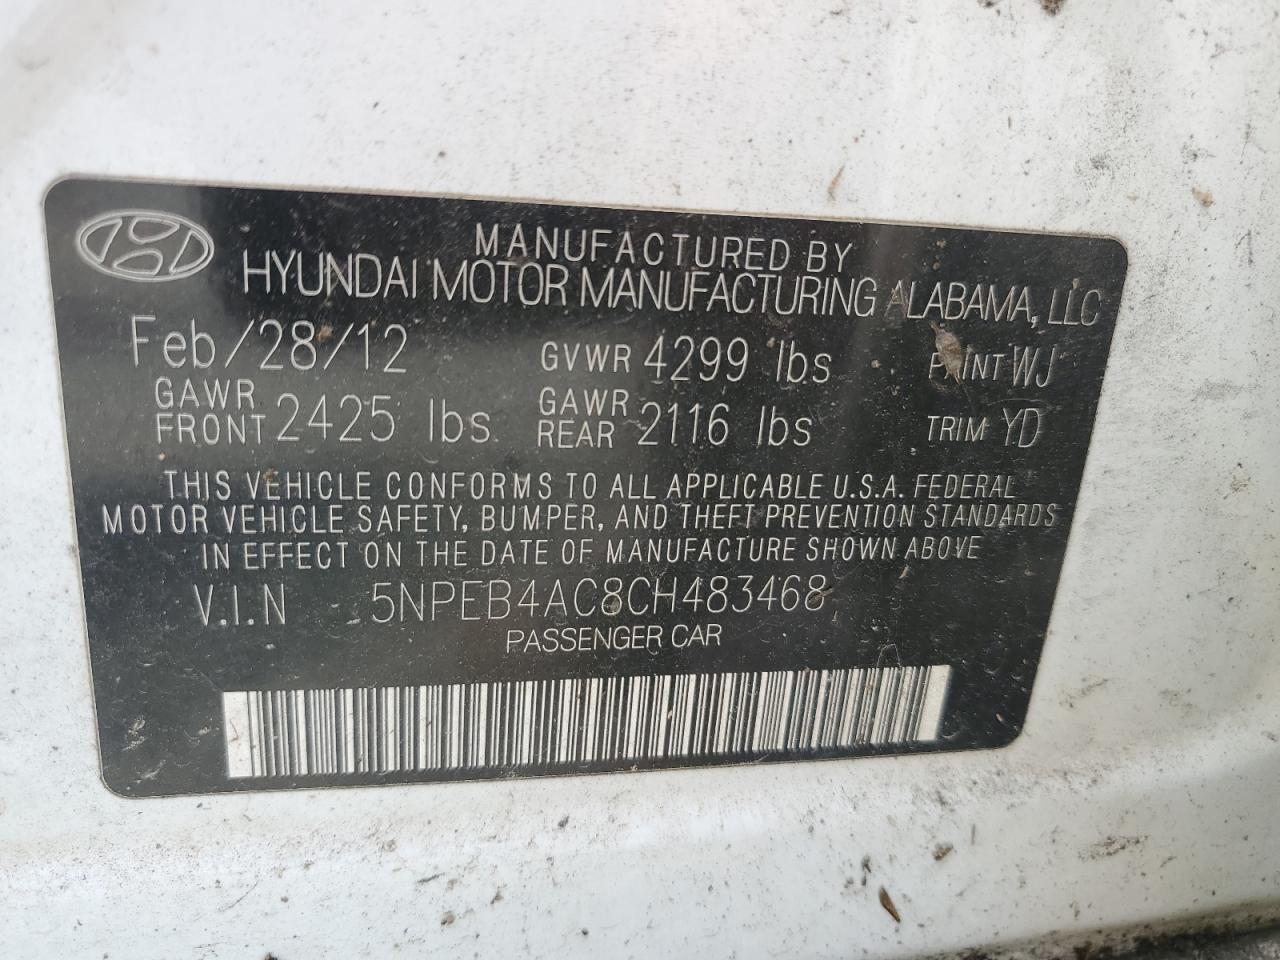 MANUFACTURED BY
HYUNDAI MOTOR MANUFACTURING ALABAMA, LLC
Feb/28/12 GVWR 4299 lbs PAINT WJ
GAWR FRONT 2425 lbs GAWR REAR 2116 lbs TRIM YD
THIS VEHICLE CONFORMS TO ALL APPLICABLE U.S.A. FEDERAL
MOTOR VEHICLE SAFETY, BUMPER, AND THEFT PREVENTION STANDARDS
IN EFFECT ON THE DATE OF MANUFACTURE SHOWN ABOVE
V.I.N 5NPEB4AC8CH483468
PASSENGER CAR